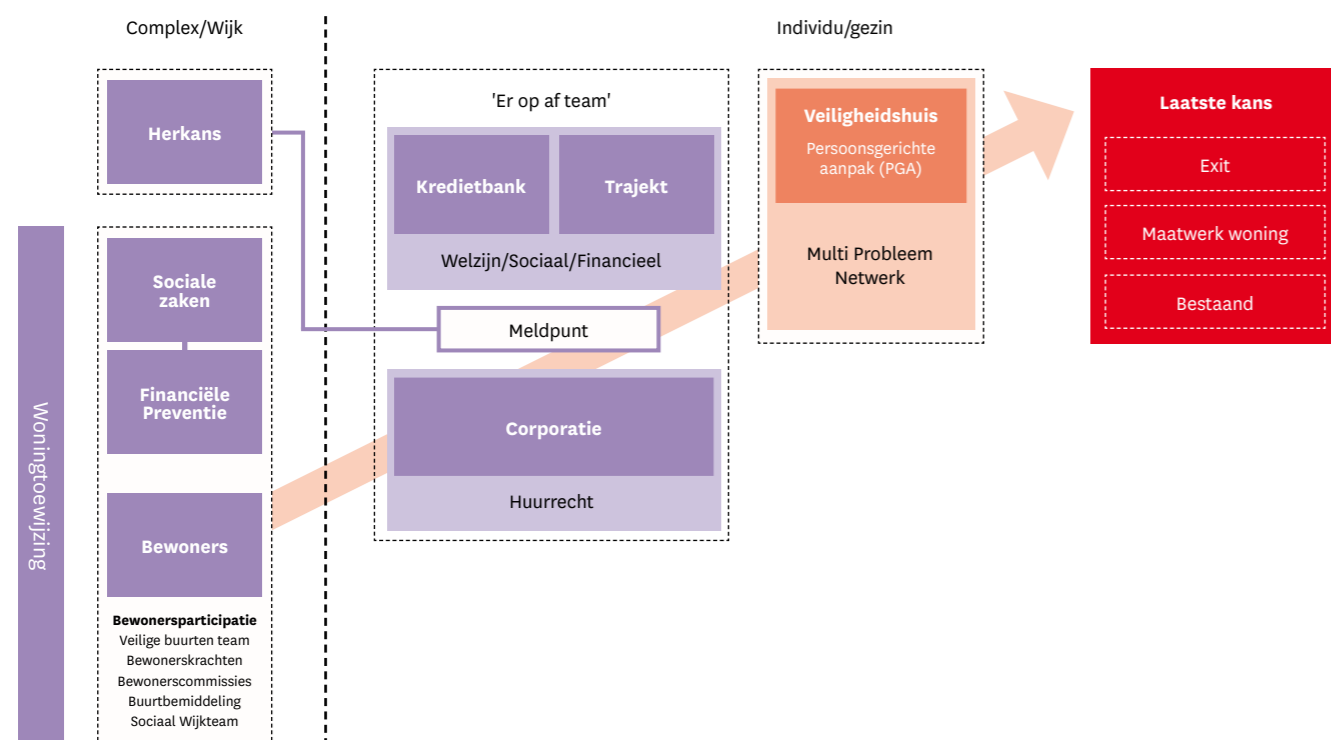 Complex/Wijk
Individu/gezin
Herkans
Woningtoewijzing
Sociale
zaken
Financiële
Preventie
Bewoners
Bewonersparticipatie
Veilige buurten team
Bewonerskrachten
Bewonerscommissies
Buurtbemiddeling
Sociaal Wijkteam
'Er op af team'
Kredietbank
Trajekt
Welzijn/Sociaal/Financieel
Meldpunt
Corporatie
Huurrecht
Veiligheidshuis
Persoonsgerichte
aanpak (PGA)
Multi Probleem
Netwerk
Laatste kans
Exit
Maatwerk woning
Bestaand